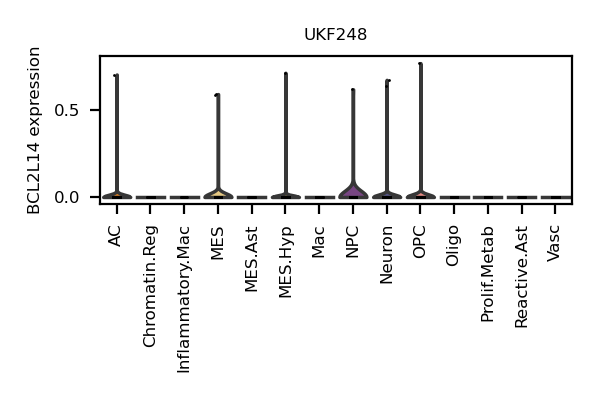 UKF248
BCL2L14 expression
0.5
0.0
AC
Chromatin.Reg
Inflammatory.Mac
MES
MES.Ast
MES.Hyp
Mac
NPC
Neuron
OPC
Oligo
Prolif.Metab
Reactive.Ast
Vasc